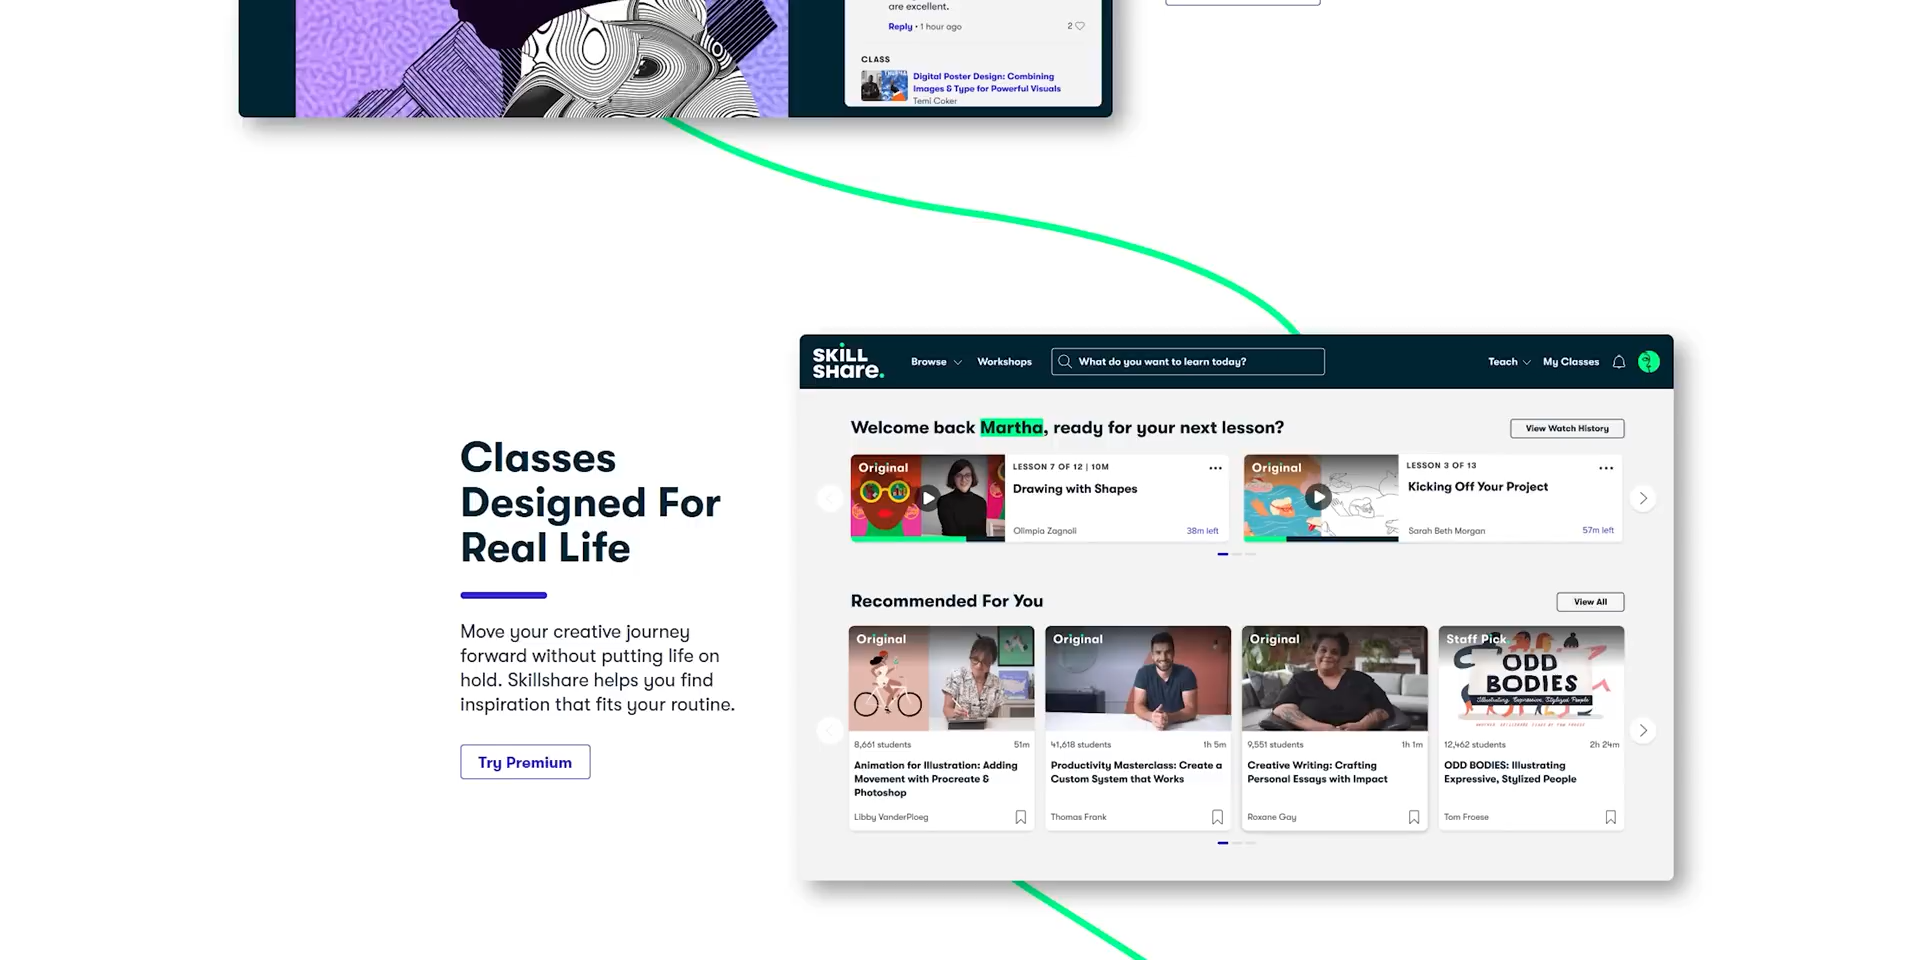 are excellent.
Reply • 1 hour ago
2
CLASS
Digital Poster Design: Combining
Images & Type for Powerful Visuals
Temi Coker
Classes
Designed For
Real Life
Move your creative journey
forward without putting life on
hold. Skillshare helps you find
inspiration that fits your routine.
Try Premium
SKILL
SHare.
Browse
Workshops
What do you want to learn today?
Teach
My Classes
Welcome back Martha, ready for your next lesson?
View Watch History
Original
LESSON 7 OF 12 | 10M
Drawing with Shapes
Olimpia Zagnoli
38m left
Original
LESSON 3 OF 13
Kicking Off Your Project
Sarah Beth Morgan
57m left
Recommended For You
View All
Original
8,661 students
51m
Animation for Illustration: Adding
Movement with Procreate &
Photoshop
Libby VanderPloeg
Original
41,618 students
1h 5m
Productivity Masterclass: Create a
Custom System that Works
Thomas Frank
Original
9,551 students
1h 1m
Creative Writing: Crafting
Personal Essays with Impact
Roxane Gay
Staff Pick
ODD
BODIES
Illustrating Expressive, Stylized People
12,462 students
2h 24m
ODD BODIES: Illustrating
Expressive, Stylized People
Tom Froese